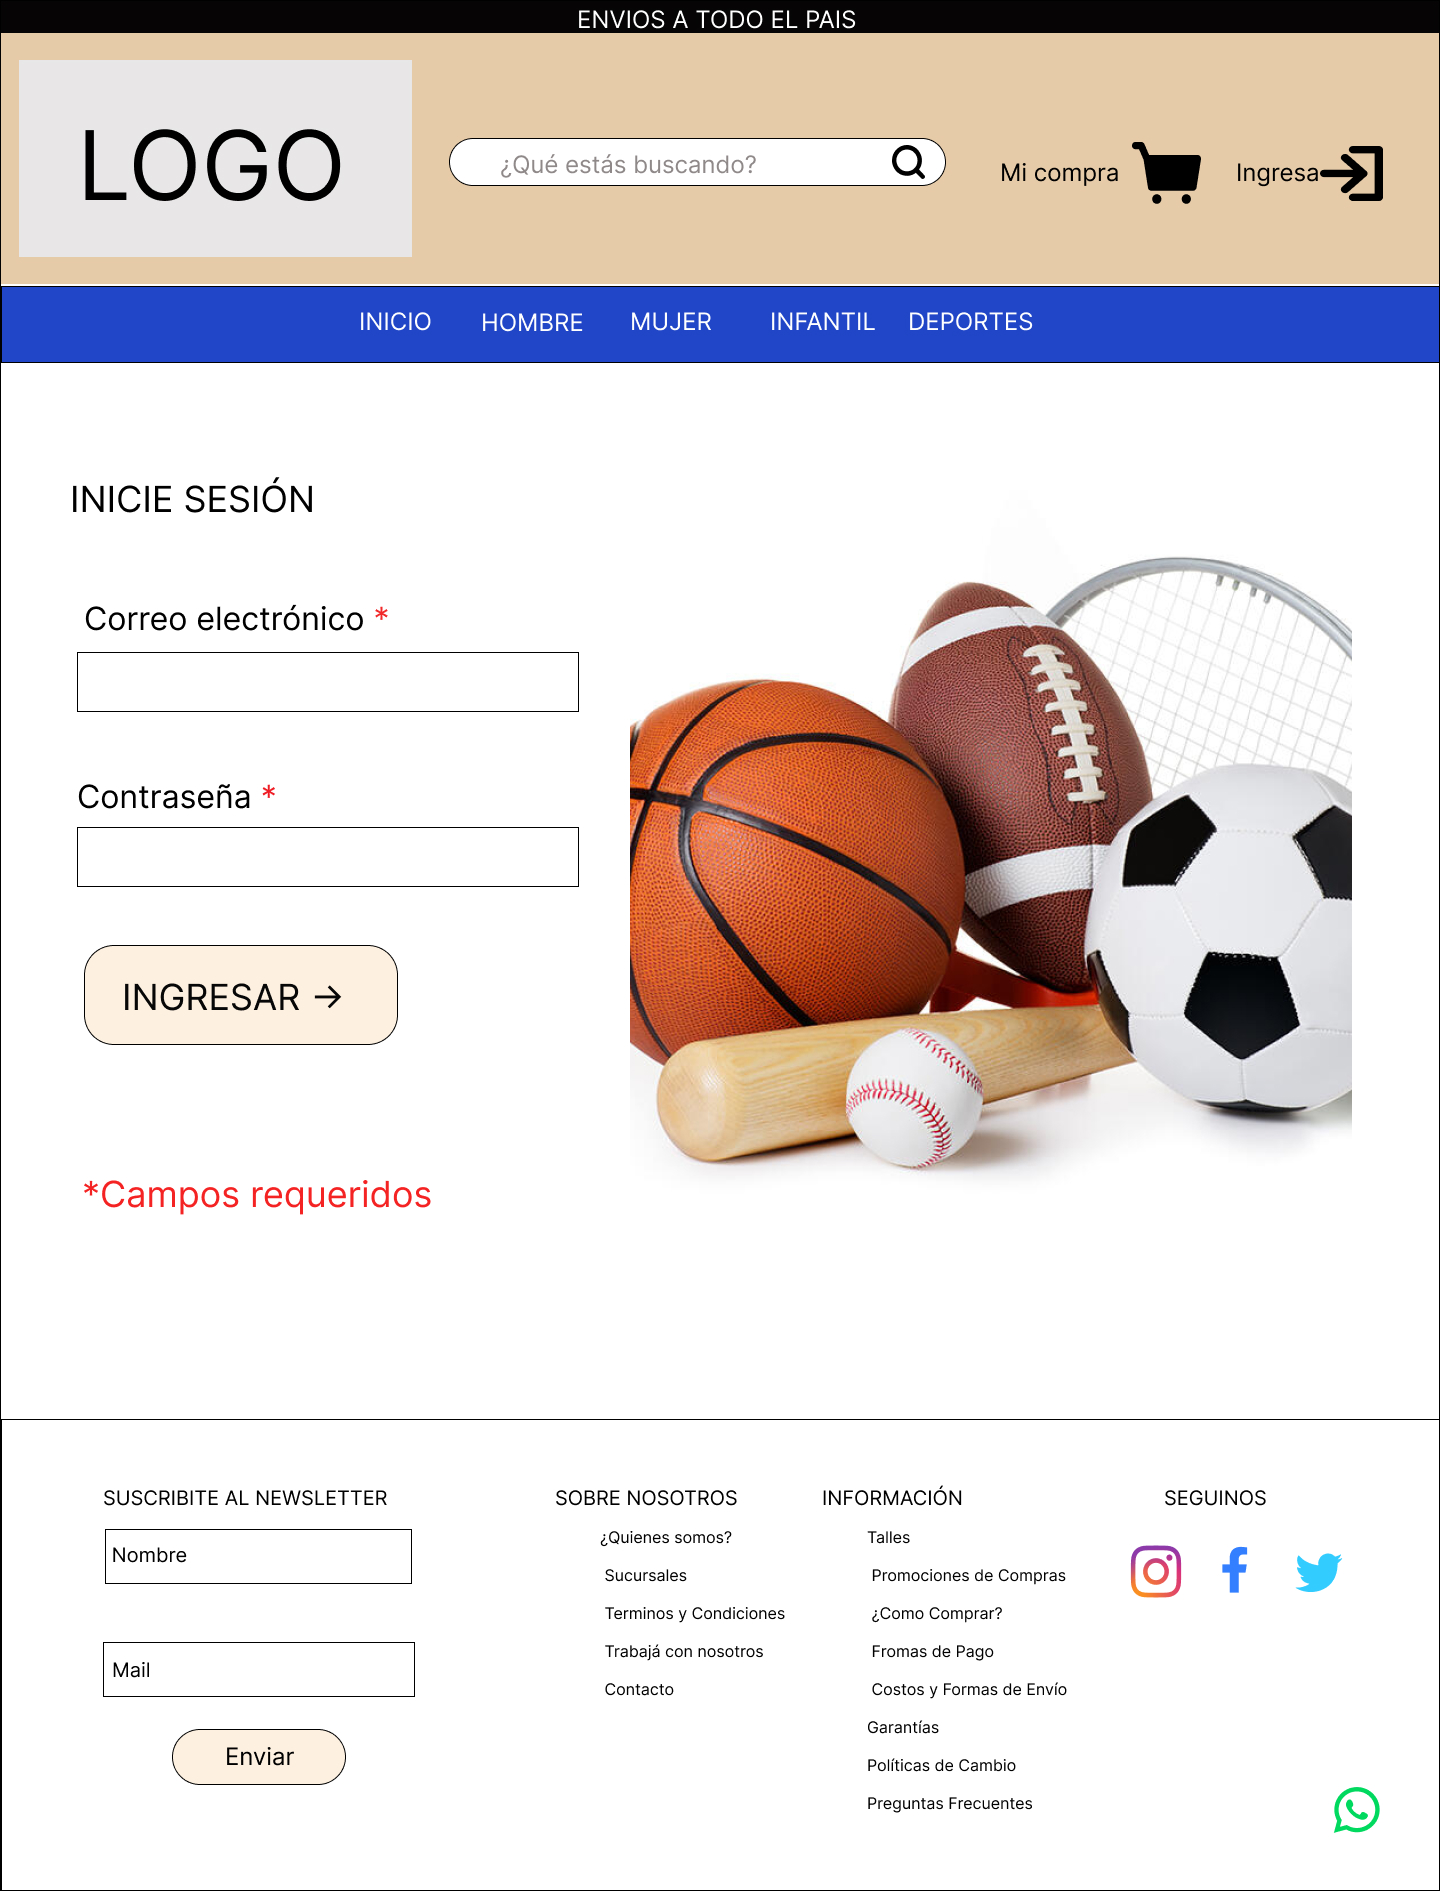 ENVIOS A TODO EL PAIS
LOGO
¿Qué estás buscando?
Mi compra
Ingresa
INICIO
HOMBRE
MUJER
INFANTIL
DEPORTES
INICIE SESIÓN
Correo electrónico *
Contraseña *
INGRESAR →
*Campos requeridos
SUSCRIBITE AL NEWSLETTER
Nombre
Mail
Enviar
SOBRE NOSOTROS
¿Quienes somos?
Sucursales
Terminos y Condiciones
Trabajá con nosotros
Contacto
INFORMACIÓN
Talles
Promociones de Compras
¿Como Comprar?
Fromas de Pago
Costos y Formas de Envío
Garantías
Políticas de Cambio
Preguntas Frecuentes
SEGUINOS